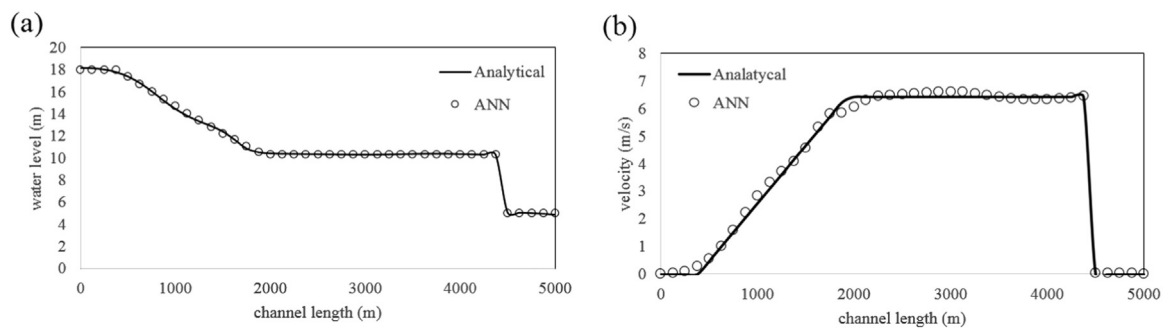 (a)
20
18
16
14
12
10
8
6
4
2
0
water level (m)
Analytical
ANN
0 1000 2000 3000 4000 5000
channel length (m)
(b)
8
7
6
5
4
3
2
1
0
velocity (m/s)
Analatycal
ANN
0 1000 2000 3000 4000 5000
channel length (m)